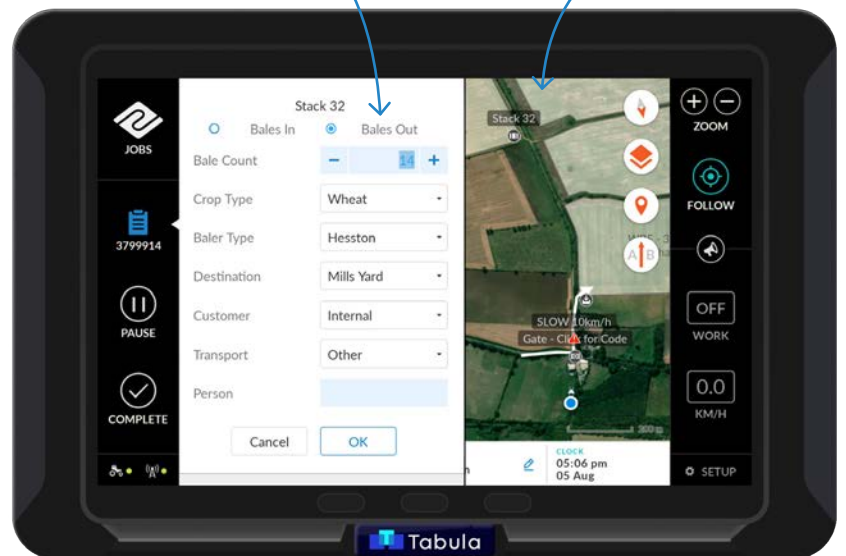 JOBS
3799914
PAUSE
COMPLETE
Stack 32
Bales In
Bales Out
Bale Count
− 14 +
Crop Type
Wheat
Baler Type
Hesston
Destination
Mills Yard
Customer
Internal
Transport
Other
Person
Cancel
OK
Stack 32
A B
SLOW 10km/h
Gate - Click for Code
300 m
CLOCK
05:06 pm
05 Aug
ZOOM
FOLLOW
OFF
WORK
0.0
KM/H
SETUP
Tabula